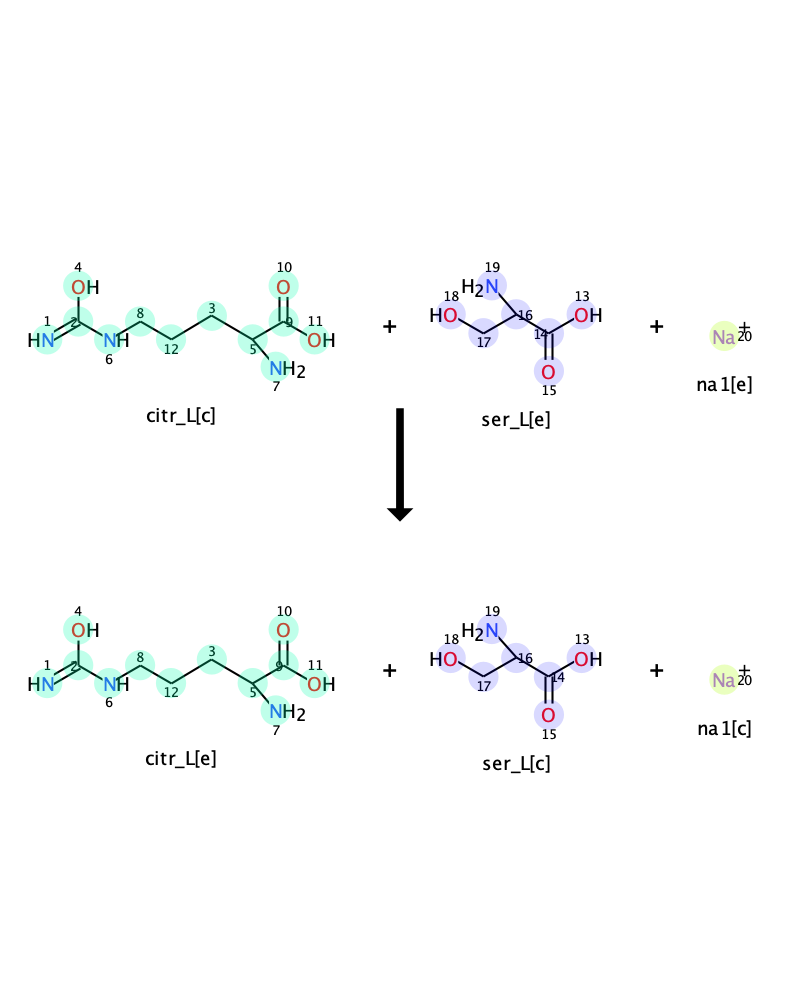 4
OH
10
O
1
HN
2
NH
6
8
12
3
5
9
11
OH
NH2
7
citr_L[c]
+
19
H2N
18
HO
17
16
14
13
OH
O
15
ser_L[e]
+
Na+
20
na1[e]
4
OH
10
O
1
HN
2
NH
6
8
12
3
5
9
11
OH
NH2
7
citr_L[e]
+
19
H2N
18
HO
17
16
14
13
OH
O
15
ser_L[c]
+
Na+
20
na1[c]